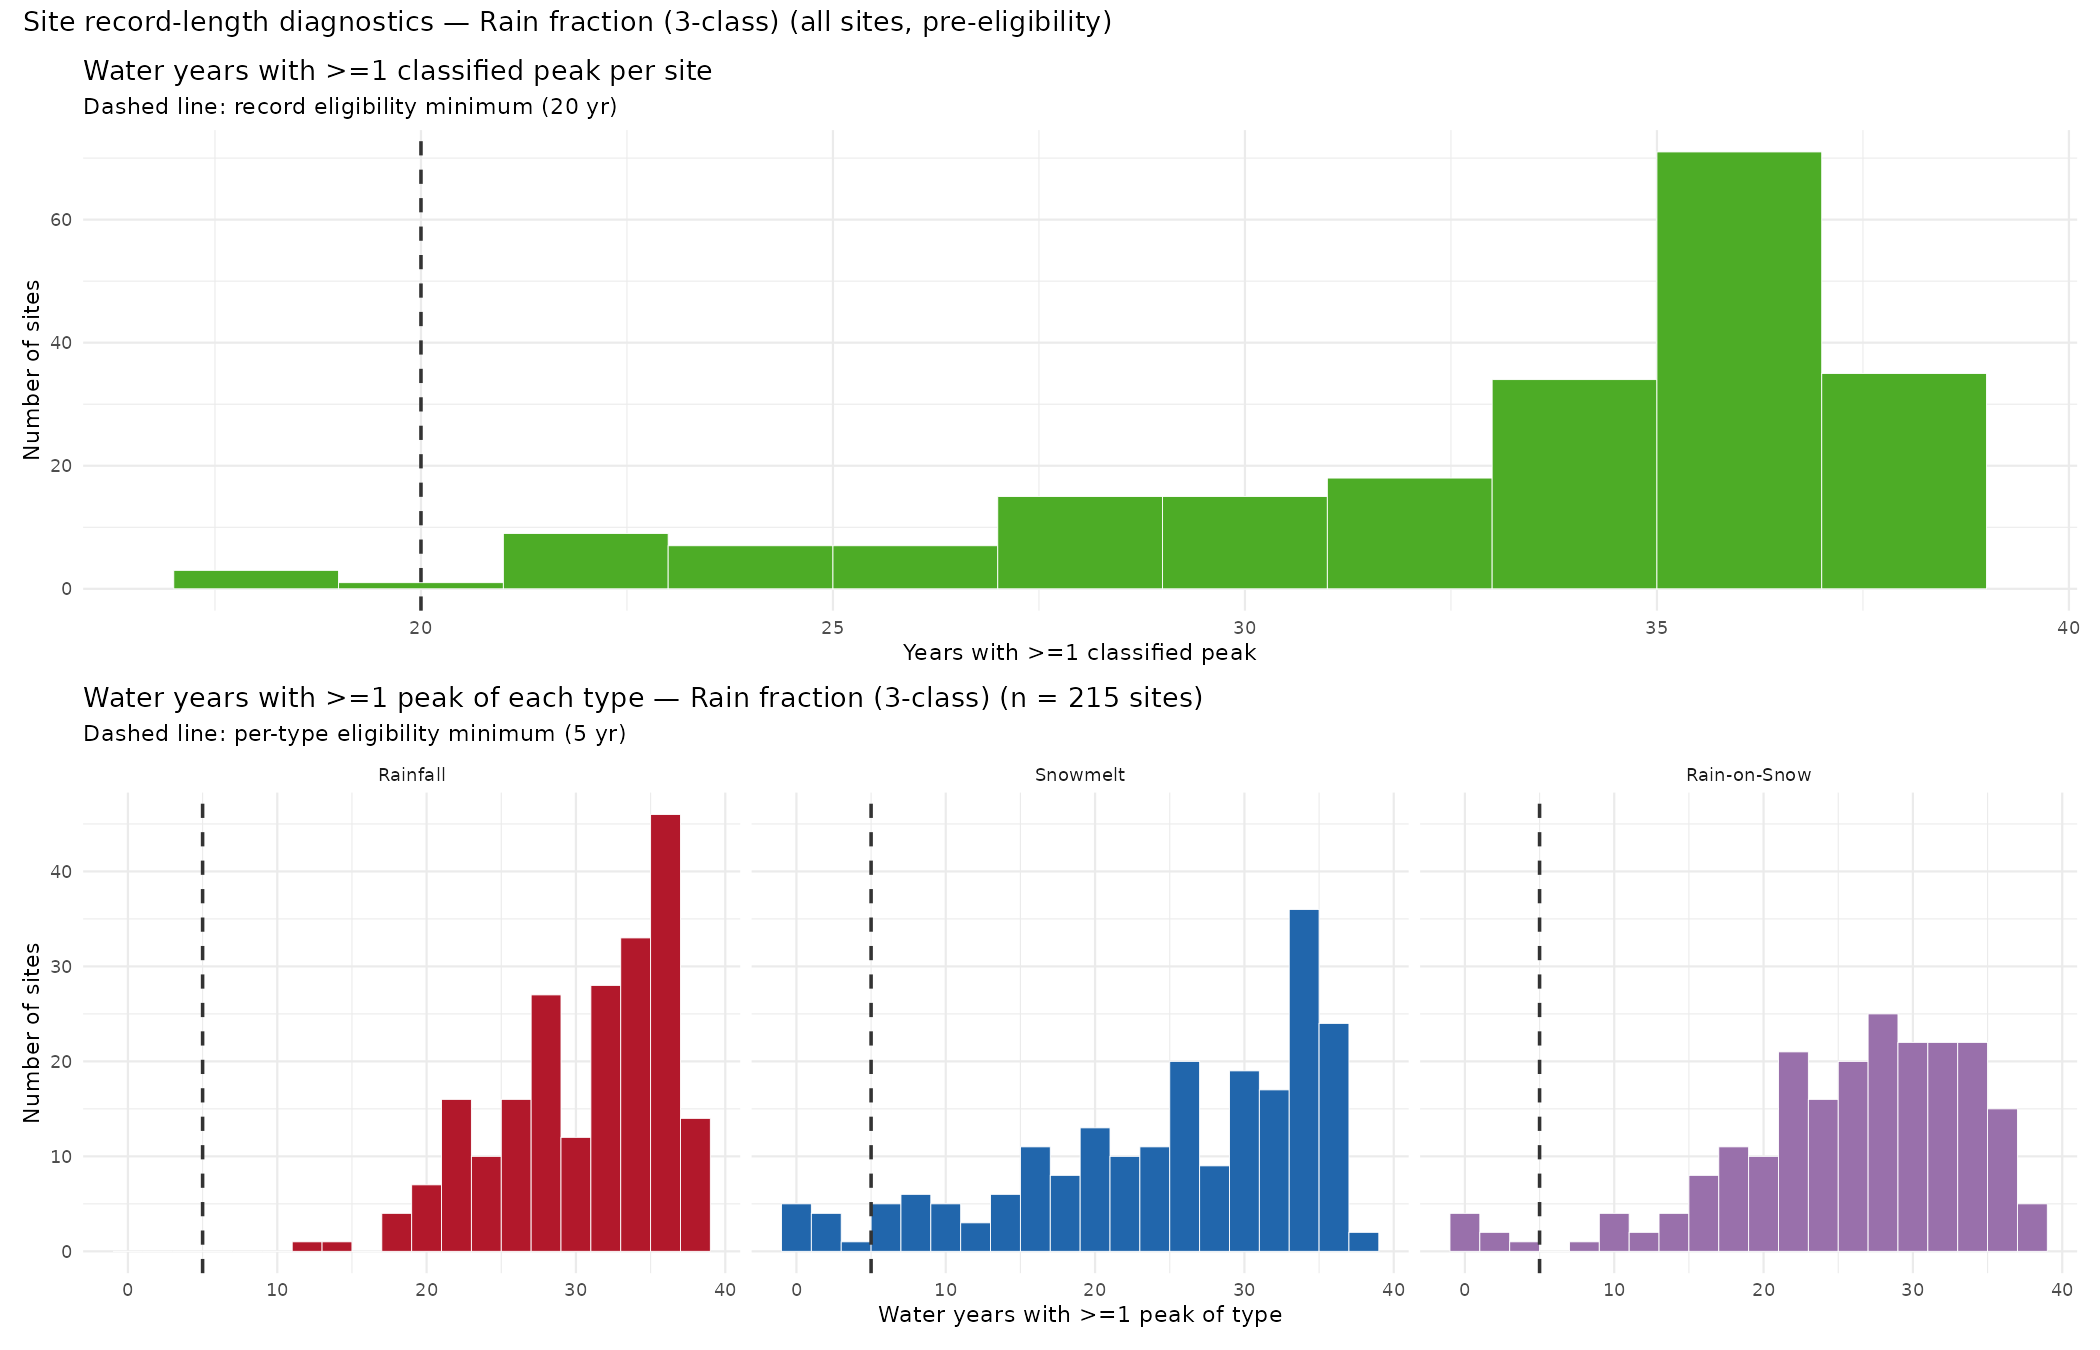 Site record-length diagnostics — Rain fraction (3-class) (all sites, pre-eligibility)
Water years with >=1 classified peak per site
Dashed line: record eligibility minimum (20 yr)
Number of sites
60
40
20
0
20 25 30 35 40
Years with >=1 classified peak
Water years with >=1 peak of each type — Rain fraction (3-class) (n = 215 sites)
Dashed line: per-type eligibility minimum (5 yr)
Rainfall Snowmelt Rain-on-Snow
Number of sites
40
30
20
10
0
0 10 20 30 40 0 10 20 30 40 0 10 20 30 40
Water years with >=1 peak of type